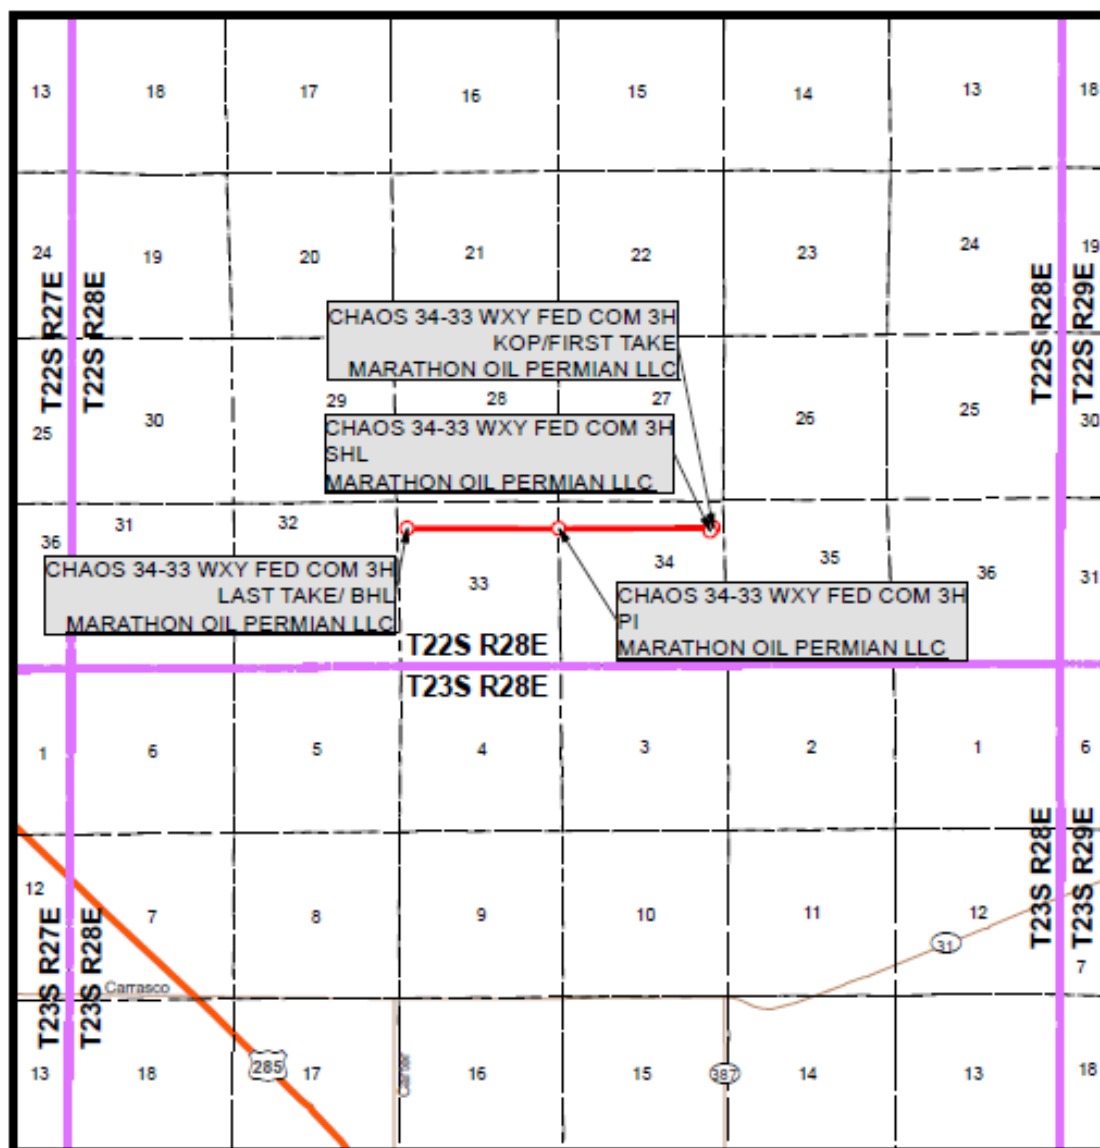 13 18 17 16 15 14 13 18
24 19 20 21 22 23 24 19
T22S R27E
T22S R28E
T22S R28E
T22S R29E
CHAOS 34-33 WXY FED COM 3H
KOP/FIRST TAKE
MARATHON OIL PERMIAN LLC
25 30 29 28 27 26 25 30
CHAOS 34-33 WXY FED COM 3H
SHL
MARATHON OIL PERMIAN LLC
36 31 32 33 34 35 36 31
CHAOS 34-33 WXY FED COM 3H
LAST TAKE/ BHL
MARATHON OIL PERMIAN LLC
CHAOS 34-33 WXY FED COM 3H
PI
MARATHON OIL PERMIAN LLC
T22S R28E
T23S R28E
1 6 5 4 3 2 1 6
12 7 8 9 10 11 12 7
T23S R27E
T23S R28E
T23S R28E
T23S R29E
31
Carrasco
285
387
13 18 17 16 15 14 13 18